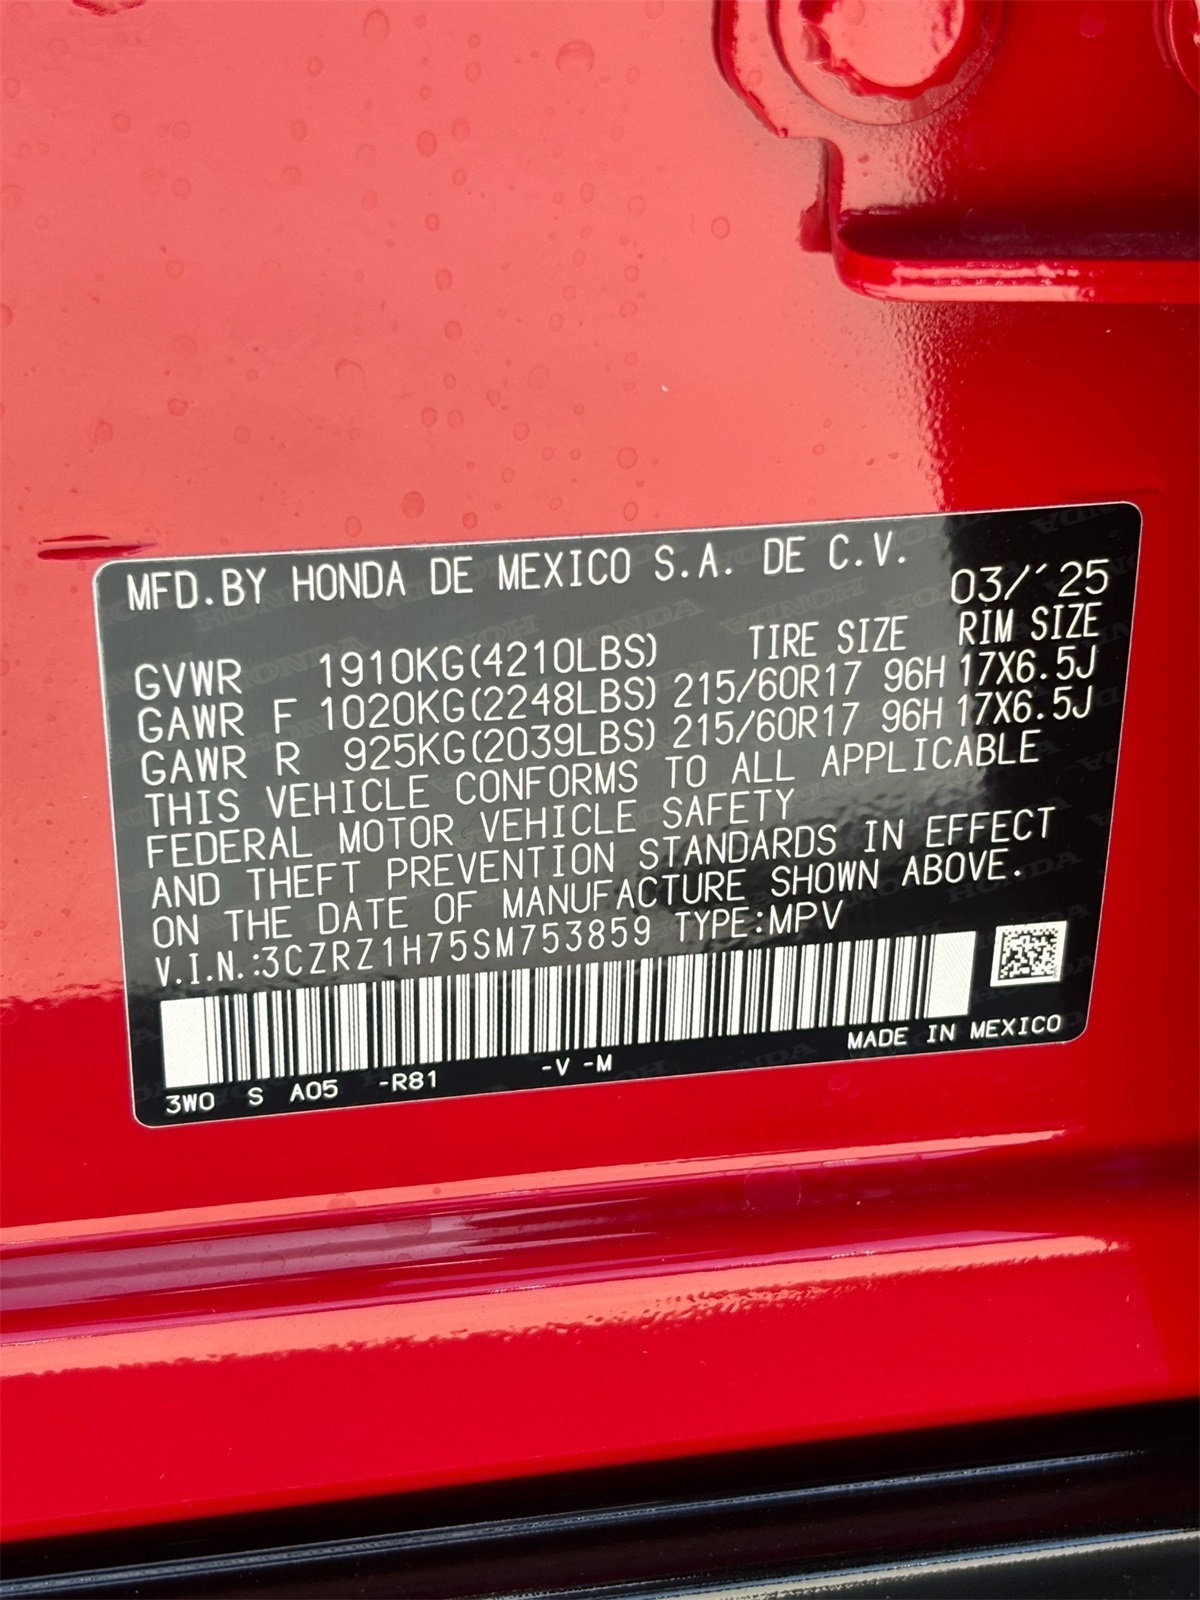 MFD.BY HONDA DE MEXICO S.A. DE C.V.
03/´25
TIRE SIZE RIM SIZE
GVWR 1910KG(4210LBS)
GAWR F 1020KG(2248LBS) 215/60R17 96H 17X6.5J
GAWR R 925KG(2039LBS) 215/60R17 96H 17X6.5J
THIS VEHICLE CONFORMS TO ALL APPLICABLE
FEDERAL MOTOR VEHICLE SAFETY
AND THEFT PREVENTION STANDARDS IN EFFECT
ON THE DATE OF MANUFACTURE SHOWN ABOVE.
V.I.N.:3CZRZ1H75SM753859 TYPE:MPV
MADE IN MEXICO
3WO S A05 -R81 -V -M